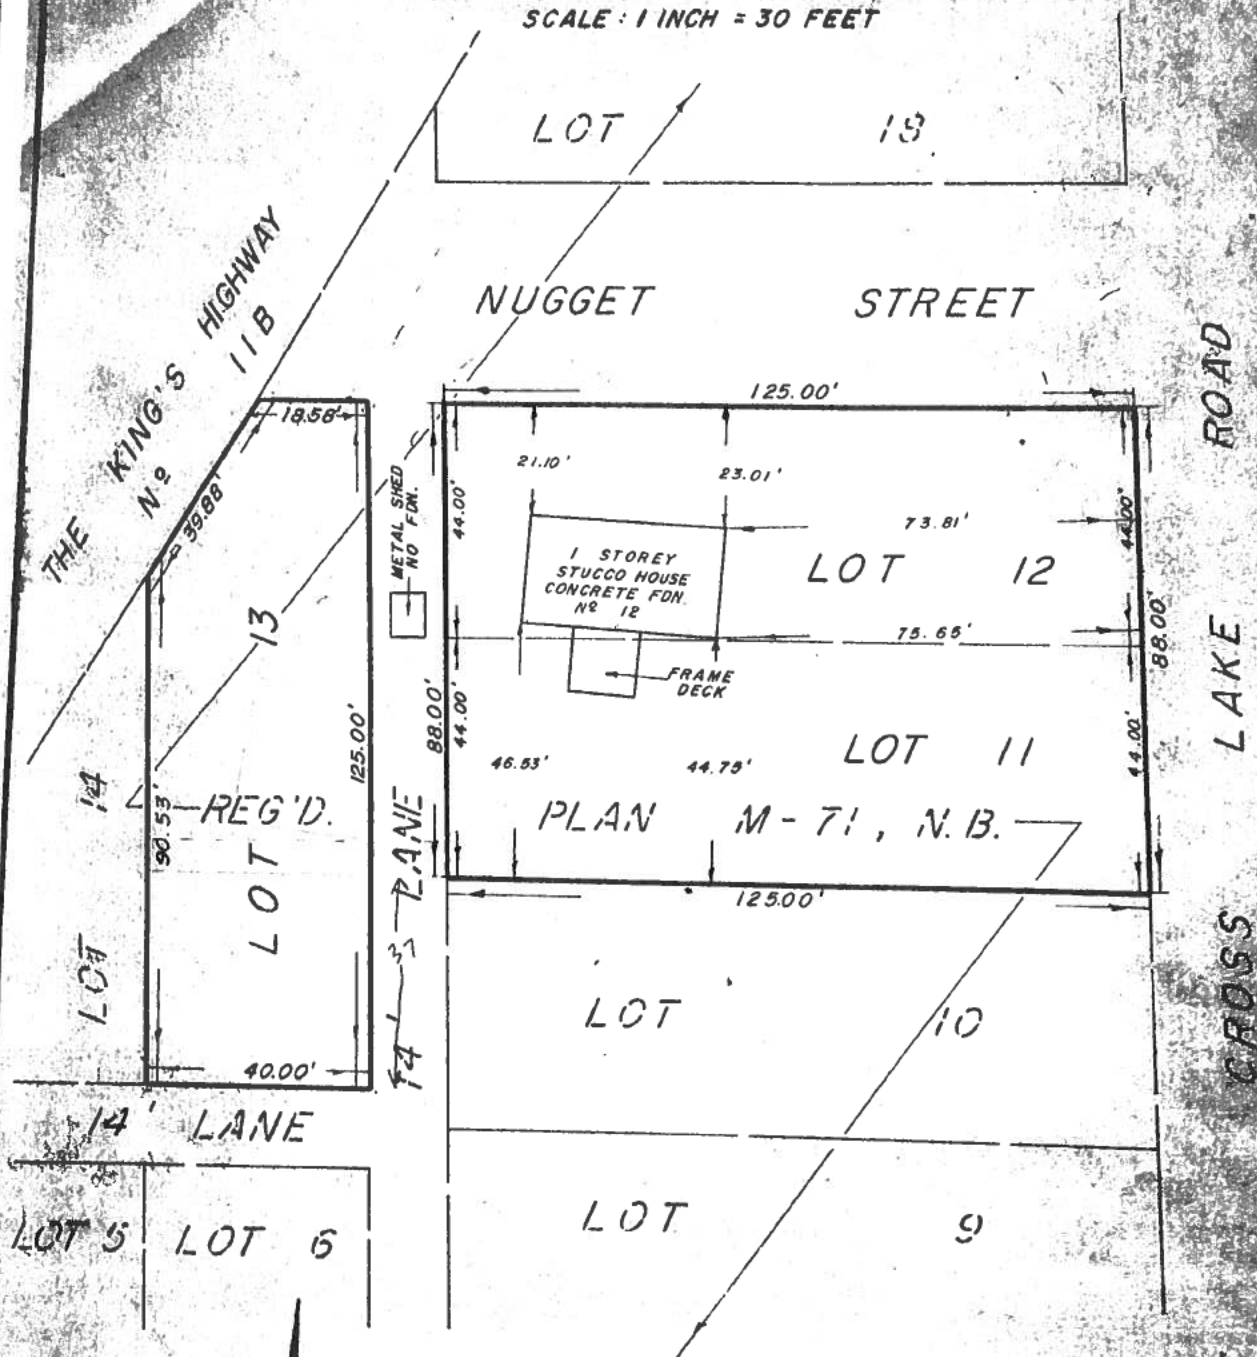 SCALE : 1 INCH = 30 FEET
LOT 18
THE KING'S HIGHWAY
Nº 11B
NUGGET STREET
125.00'
18.58'
39.88'
21.10'
23.01'
METAL SHED
NO FDN.
44.00'
73.81'
44.00'
1 STOREY
STUCCO HOUSE
CONCRETE FDN.
Nº 12
LOT 12
75.65'
88.00'
FRAME
DECK
LOT 13
125.00'
88.00'
44.00'
44.00'
46.53'
44.75'
LOT 11
90.53'
REG'D. PLAN M-71, N.B.
125.00'
LOT 14
14' LANE
37
CROSS LAKE ROAD
LOT 10
40.00'
14' LANE
LOT 5
LOT 6
LOT 9